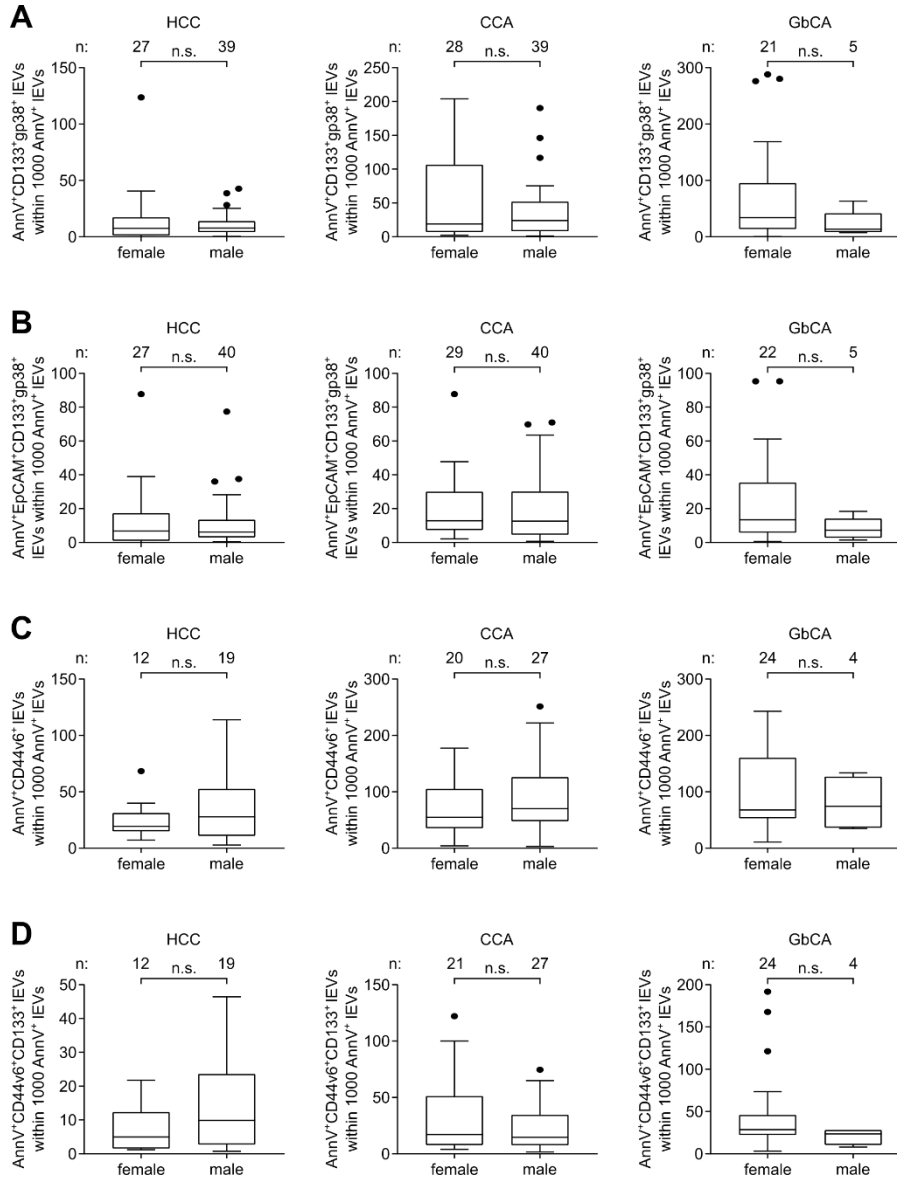 A
HCC
n: 27 n.s. 39
AnnV⁺CD133⁺gp38⁺ lEVs
within 1000 AnnV⁺ lEVs
150
100
50
0
female male
CCA
n: 28 n.s. 39
AnnV⁺CD133⁺gp38⁺ lEVs
within 1000 AnnV⁺ lEVs
250
200
150
100
50
0
female male
GbCA
n: 21 n.s. 5
AnnV⁺CD133⁺gp38⁺ lEVs
within 1000 AnnV⁺ lEVs
300
200
100
0
female male
B
HCC
n: 27 n.s. 40
AnnV⁺EpCAM⁺CD133⁺gp38⁺
lEVs within 1000 AnnV⁺ lEVs
100
80
60
40
20
0
female male
CCA
n: 29 n.s. 40
AnnV⁺EpCAM⁺CD133⁺gp38⁺
lEVs within 1000 AnnV⁺ lEVs
100
80
60
40
20
0
female male
GbCA
n: 22 n.s. 5
AnnV⁺EpCAM⁺CD133⁺gp38⁺
lEVs within 1000 AnnV⁺ lEVs
100
80
60
40
20
0
female male
C
HCC
n: 12 n.s. 19
AnnV⁺CD44v6⁺ lEVs
within 1000 AnnV⁺ lEVs
150
100
50
0
female male
CCA
n: 20 n.s. 27
AnnV⁺CD44v6⁺ lEVs
within 1000 AnnV⁺ lEVs
300
200
100
0
female male
GbCA
n: 24 n.s. 4
AnnV⁺CD44v6⁺ lEVs
within 1000 AnnV⁺ lEVs
300
200
100
0
female male
D
HCC
n: 12 n.s. 19
AnnV⁺CD44v6⁺CD133⁺ lEVs
within 1000 AnnV⁺ lEVs
50
40
30
20
10
0
female male
CCA
n: 21 n.s. 27
AnnV⁺CD44v6⁺CD133⁺ lEVs
within 1000 AnnV⁺ lEVs
150
100
50
0
female male
GbCA
n: 24 n.s. 4
AnnV⁺CD44v6⁺CD133⁺ lEVs
within 1000 AnnV⁺ lEVs
200
150
100
50
0
female male